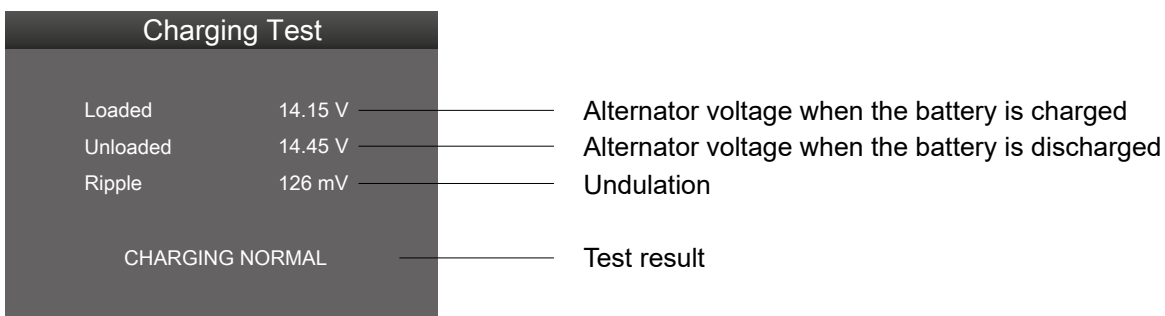 Charging Test
Loaded 14.15 V Alternator voltage when the battery is charged
Unloaded 14.45 V Alternator voltage when the battery is discharged
Ripple 126 mV Undulation
CHARGING NORMAL Test result